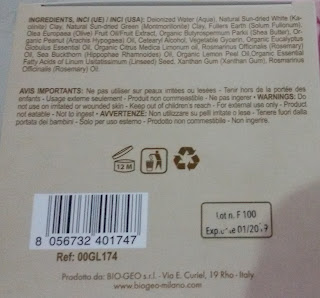 INGREDIENTS, INCI (UE) / INCI (USA): Deionized Water (Aqua), Natural Sun-dried White (Kaolinite) Clay, Natural Sun-dried Green (Montmorillonite) Clay, Fullers Earth (Solum Fullonum), Olea Europaea (Olive) Fruit Oil/Fruit Extract, Organic Butyrospermum Parkii (Shea Butter), Organic Peanut (Arachis Hypogaea) Oil, Cetearyl Alcohol, Vegetable Glycerin, Organic Eucalyptus Globulus Essential Oil, Organic Citrus Medica Limonum oil, Rosmarinus Officinalis (Rosemary) Oil, Sea Buckthorn (Hippophae Rhamnoides) Oil, Organic Lemon Peel Oil, Organic Essential Fatty Acids of Linum Usitatissimum (Linseed) Seed, Xanthan Gum (Xanthan Gum), Rosmarinus Officinalis (Rosemary) Oil.
AVIS IMPORTANTS: Ne pas utiliser sur peaux irritées ou lésées - Tenir hors de la portée des
enfants - Usage externe seulement - Produit non commestible - Ne pas ingerer • WARNINGS: Do
not use on irritated or wounded skin - Keep out of children's reach - For external use only - Product
not eatable - Not to ingest • AVVERTENZE: Non utilizzare su pelli irritate o lese - Tenere fuori dalla
portata dei bambini - Solo per uso esterno - Prodotto non commestibile - Non ingerire.
12 M
Lot n. F 100
8 056732 401747
Ref: 00GL174
Prodotto da: BIO-GEO s.r.l. - Via E. Curiel, 19 Rho - Italy
www.biogeo-milano.com